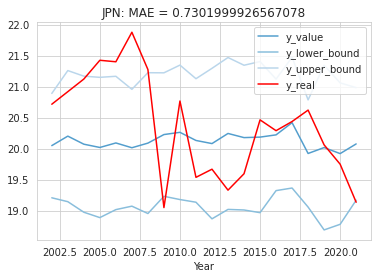 JPN: MAE = 0.7301999926567078
22.0
21.5
21.0
20.5
20.0
19.5
19.0
y_value
y_lower_bound
y_upper_bound
y_real
2002.5 2005.0 2007.5 2010.0 2012.5 2015.0 2017.5 2020.0
Year